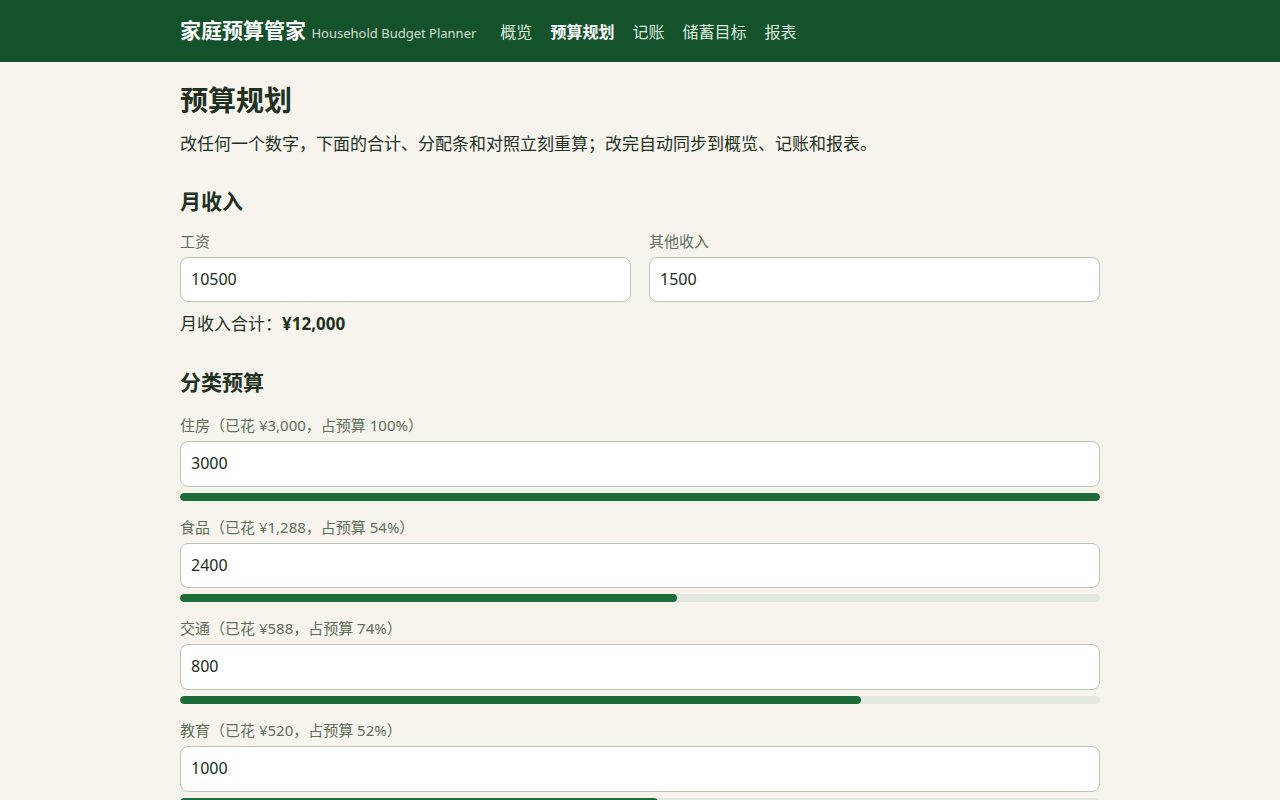 家庭预算管家 Household Budget Planner 概览 预算规划 记账 储蓄目标 报表
预算规划
改任何一个数字，下面的合计、分配条和对照立刻重算；改完自动同步到概览、记账和报表。
月收入
工资 其他收入
10500 1500
月收入合计：¥12,000
分类预算
住房（已花 ¥3,000，占预算 100%）
3000
食品（已花 ¥1,288，占预算 54%）
2400
交通（已花 ¥588，占预算 74%）
800
教育（已花 ¥520，占预算 52%）
1000